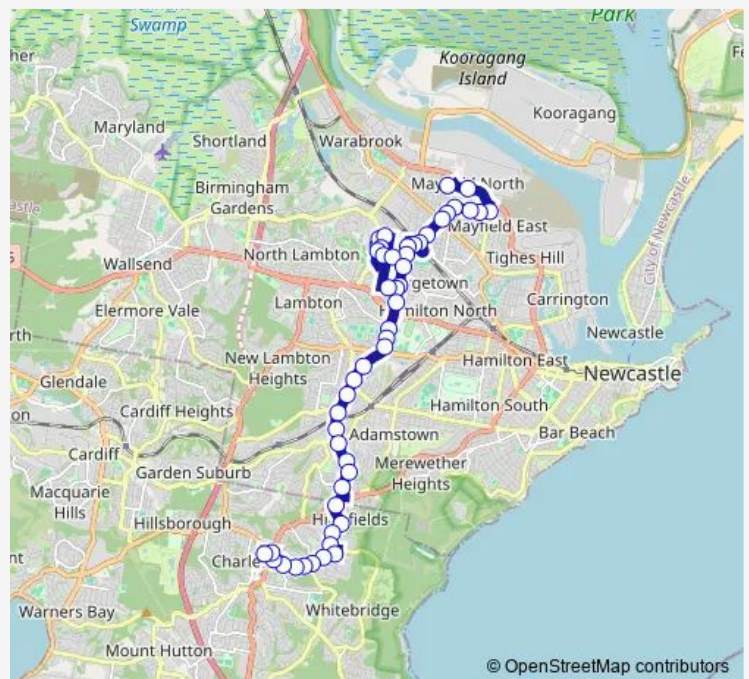 Park
Swamp
Kooragang
Island
Kooragang
Maryland
Shortland
Warabrook
Birmingham
Gardens
City of Newcastle
Mayfield East
North Lambton
Tighes Hill
Wallsend
Lambton
Carrington
Elermore Vale
Newcastle
New Lambton
Heights
Hamilton East
Newcastle
Glendale
Cardiff Heights
Hamilton South
Adamstown
Bar Beach
Cardiff
Garden Suburb
Merewether
Heights
Macquarie
Hills
Hillsborough
Warners Bay
Whitebridge
Mount Hutton
© OpenStreetMap contributors